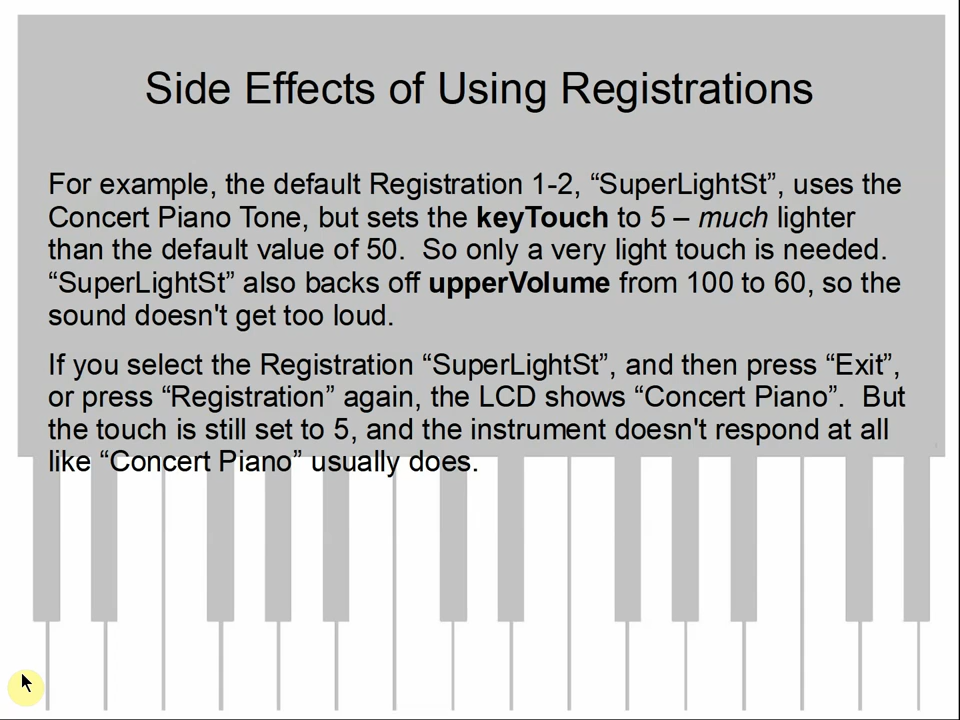 Side Effects of Using Registrations
For example, the default Registration 1-2, “SuperLightSt”, uses the
Concert Piano Tone, but sets the keyTouch to 5 – much lighter
than the default value of 50.  So only a very light touch is needed.
“SuperLightSt” also backs off upperVolume from 100 to 60, so the
sound doesn't get too loud.
If you select the Registration “SuperLightSt”, and then press “Exit”,
or press “Registration” again, the LCD shows “Concert Piano”.  But
the touch is still set to 5, and the instrument doesn't respond at all
like “Concert Piano” usually does.